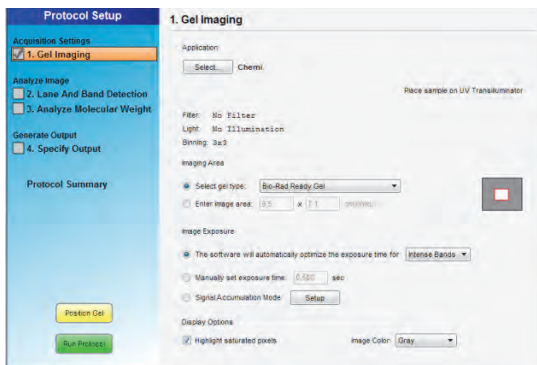 Protocol Setup
Acquisition Settings
1. Gel Imaging
Analyze Image
2. Lane And Band Detection
3. Analyze Molecular Weight
Generate Output
4. Specify Output
Protocol Summary
Position Gel
Run Protocol
1. Gel Imaging
Application
Select... Chemi.
Place sample on UV Transilluminator
Filter: No Filter
Light: No Illumination
Binning: 3x3
Imaging Area
Select gel type: Bio-Rad Ready Gel
Enter image area: x 7.1
Image Exposure
The software will automatically optimize the exposure time for Intense Bands
Manually set exposure time: sec
Signal Accumulation Mode Setup
Display Options
Highlight saturated pixels Image Color: Gray